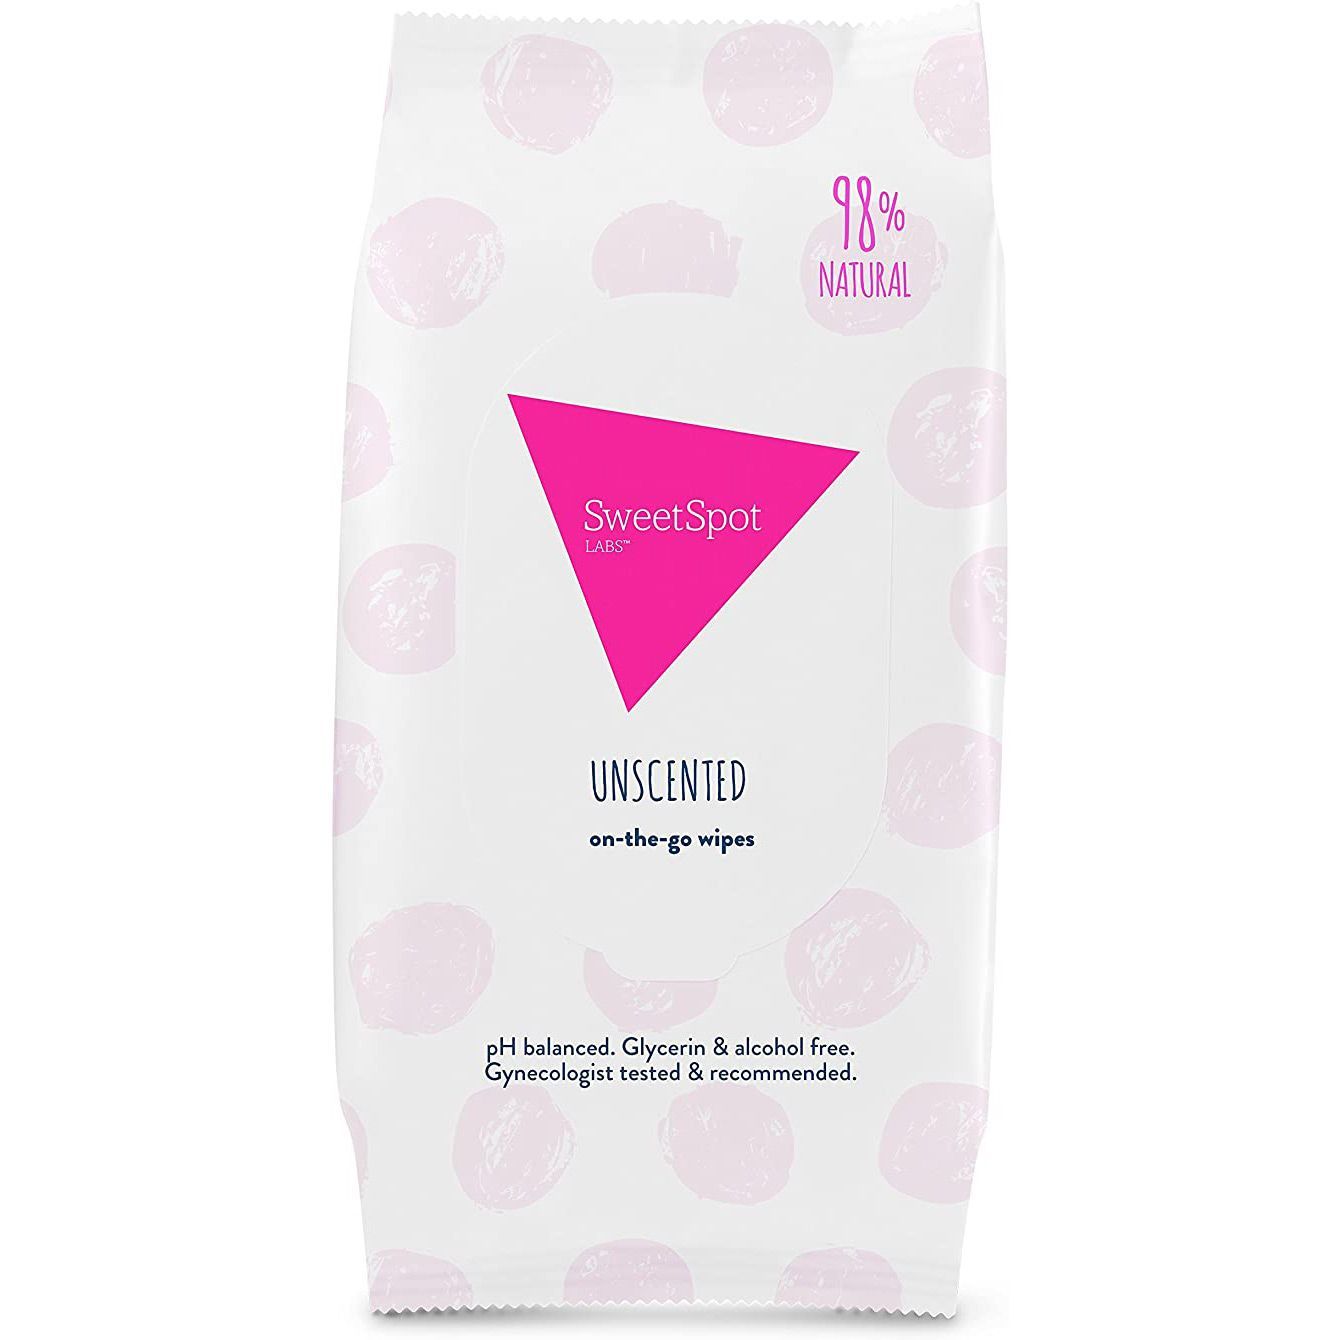 98%
NATURAL
SweetSpot
LABS™
UNSCENTED
on-the-go wipes
pH balanced. Glycerin & alcohol free.
Gynecologist tested & recommended.